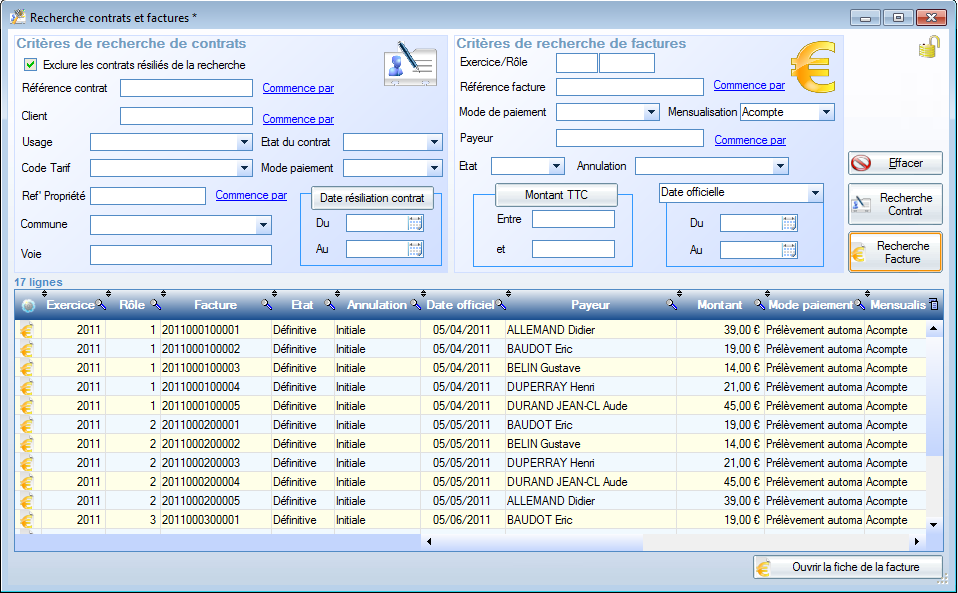 Recherche contrats et factures *
Critères de recherche de contrats
Exclure les contrats résiliés de la recherche
Référence contrat Commence par
Client Commence par
Usage Etat du contrat
Code Tarif Mode paiement
Ref' Propriété Commence par
Date résiliation contrat
Commune Du
Voie Au
Critères de recherche de factures
Exercice/Rôle
Référence facture Commence par
Mode de paiement Mensualisation Acompte
Payeur Commence par
Etat Annulation
Montant TTC Date officielle
Entre Du
et Au
Effacer
Recherche Contrat
Recherche Facture
17 lignes
Exercice Rôle Facture Etat Annulation Date officiel Payeur Montant Mode paiement Mensualis
2011 1 2011000100001 Définitive Initiale 05/04/2011 ALLEMAND Didier 39,00 € Prélèvement automa Acompte
2011 1 2011000100002 Définitive Initiale 05/04/2011 BAUDOT Eric 19,00 € Prélèvement automa Acompte
2011 1 2011000100003 Définitive Initiale 05/04/2011 BELIN Gustave 14,00 € Prélèvement automa Acompte
2011 1 2011000100004 Définitive Initiale 05/04/2011 DUPERRAY Henri 21,00 € Prélèvement automa Acompte
2011 1 2011000100005 Définitive Initiale 05/04/2011 DURAND JEAN-CL Aude 45,00 € Prélèvement automa Acompte
2011 2 2011000200001 Définitive Initiale 05/05/2011 BAUDOT Eric 19,00 € Prélèvement automa Acompte
2011 2 2011000200002 Définitive Initiale 05/05/2011 BELIN Gustave 14,00 € Prélèvement automa Acompte
2011 2 2011000200003 Définitive Initiale 05/05/2011 DUPERRAY Henri 21,00 € Prélèvement automa Acompte
2011 2 2011000200004 Définitive Initiale 05/05/2011 DURAND JEAN-CL Aude 45,00 € Prélèvement automa Acompte
2011 2 2011000200005 Définitive Initiale 05/05/2011 ALLEMAND Didier 39,00 € Prélèvement automa Acompte
2011 3 2011000300001 Définitive Initiale 05/06/2011 BAUDOT Eric 19,00 € Prélèvement automa Acompte
Ouvrir la fiche de la facture